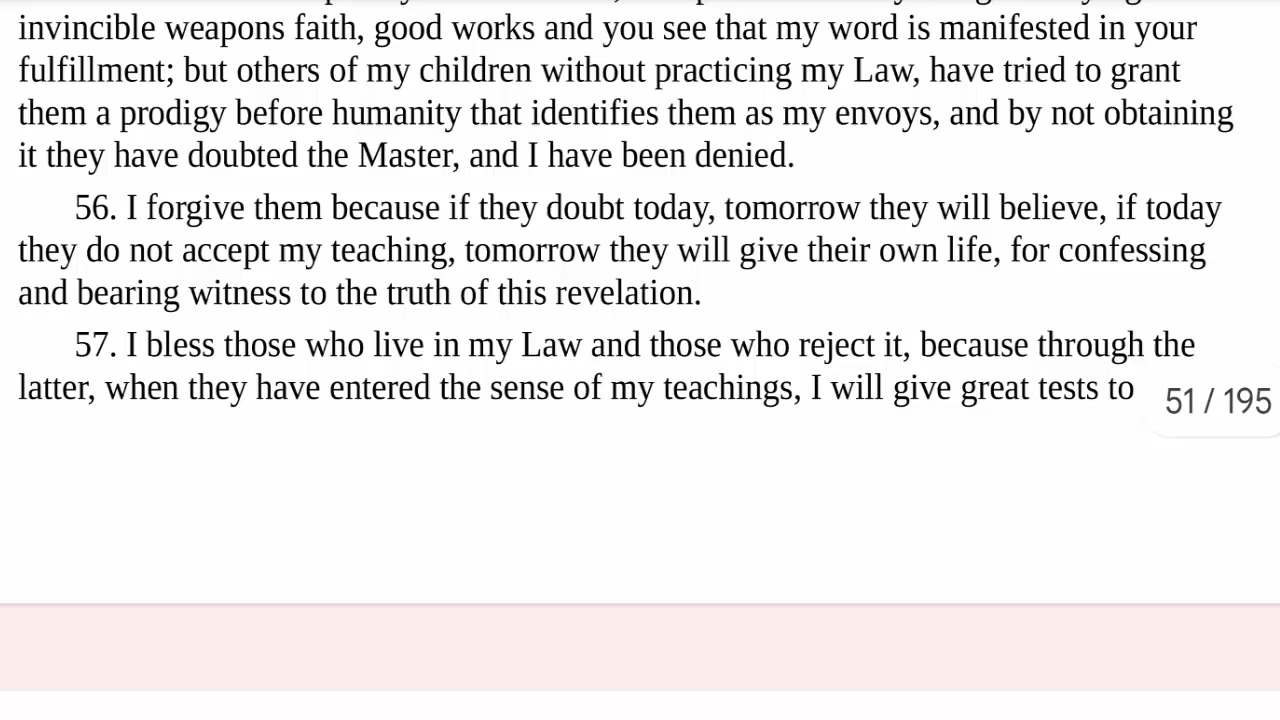 invincible weapons faith, good works and you see that my word is manifested in your
fulfillment; but others of my children without practicing my Law, have tried to grant
them a prodigy before humanity that identifies them as my envoys, and by not obtaining
it they have doubted the Master, and I have been denied.
56. I forgive them because if they doubt today, tomorrow they will believe, if today
they do not accept my teaching, tomorrow they will give their own life, for confessing
and bearing witness to the truth of this revelation.
57. I bless those who live in my Law and those who reject it, because through the
latter, when they have entered the sense of my teachings, I will give great tests to
51 / 195